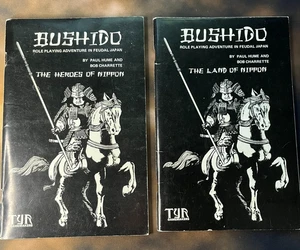 BUSHIDO
ROLE PLAYING ADVENTURE IN FEUDAL JAPAN
BY PAUL HUME AND
BOB CHARRETTE
THE HEROES OF NIPPON
TYR
BUSHIDO
ROLE PLAYING ADVENTURE IN FEUDAL JAPAN
BY PAUL HUME AND
BOB CHARRETTE
THE LAND OF NIPPON
TYR